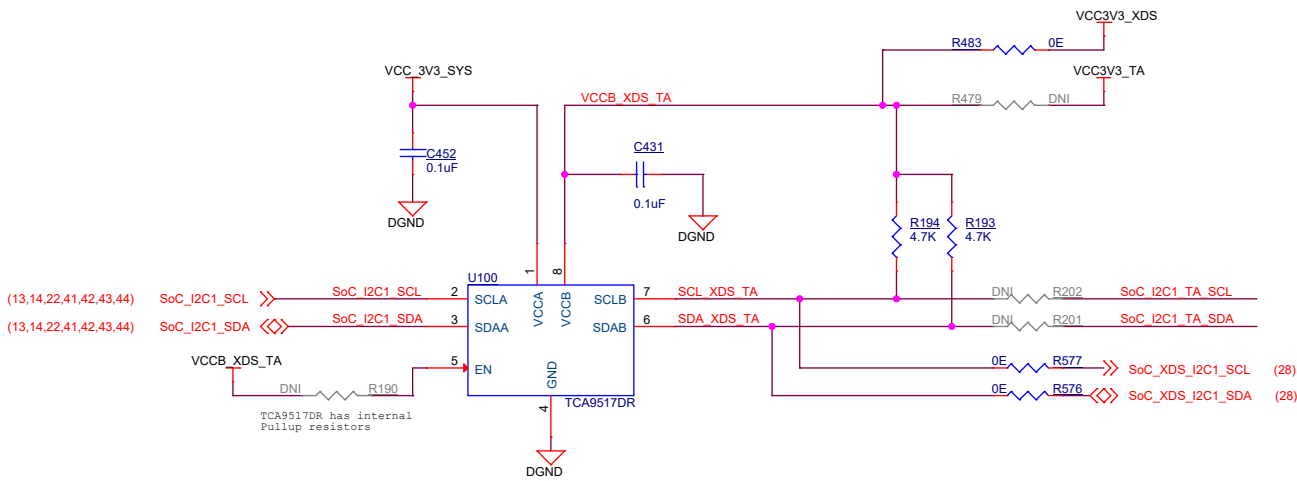 VCC3V3_XDS
R483 0E
VCC_3V3_SYS
VCC3V3_TA
VCCB_XDS_TA
R479 DNI
C452
0.1uF
C431
0.1uF
DGND
DGND
R194
4.7K
R193
4.7K
U100
1
8
(13,14,22,41,42,43,44) SoC_I2C1_SCL SoC_I2C1_SCL 2 SCLA VCCA VCCB SCLB 7 SCL_XDS_TA DNI R202 SoC_I2C1_TA_SCL
(13,14,22,41,42,43,44) SoC_I2C1_SDA SoC_I2C1_SDA 3 SDAA SDAB 6 SDA_XDS_TA DNI R201 SoC_I2C1_TA_SDA
VCCB_XDS_TA
5 EN GND
0E R577 SoC_XDS_I2C1_SCL (28)
DNI R190
0E R576 SoC_XDS_I2C1_SDA (28)
4
TCA9517DR
TCA9517DR has internal
Pullup resistors
DGND